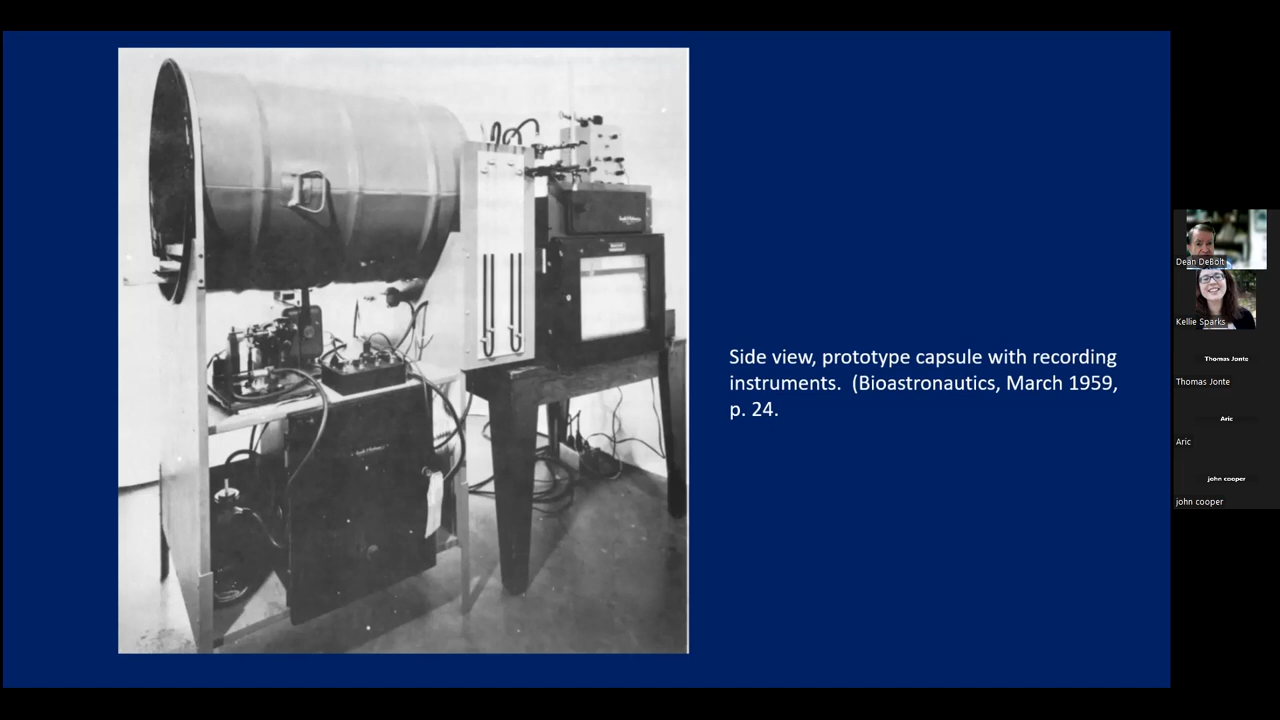 Side view, prototype capsule with recording
instruments.  (Bioastronautics, March 1959,
p. 24.
Dean DeBolt
Kellie Sparks
Thomas Jonte
Thomas Jonte
Aric
Aric
john cooper
john cooper